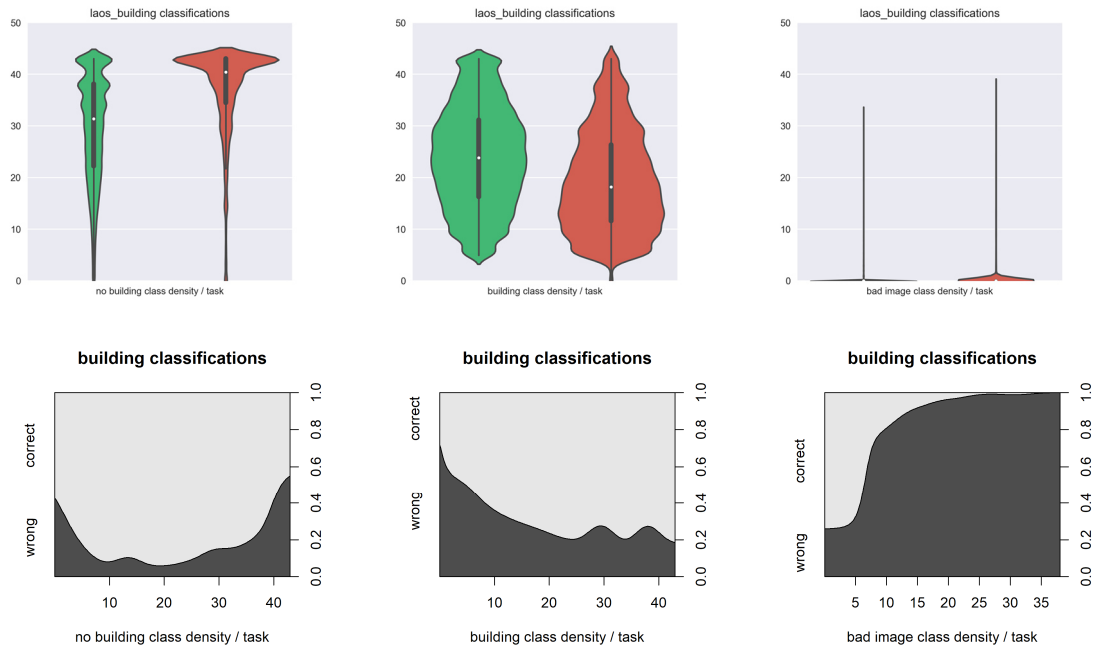 laos_building classifications
50
40
30
20
10
0
no building class density / task
laos_building classifications
50
40
30
20
10
0
building class density / task
laos_building classifications
50
40
30
20
10
0
bad image class density / task
building classifications
correct
wrong
1.0
0.8
0.6
0.4
0.2
0.0
10 20 30 40
no building class density / task
building classifications
correct
wrong
1.0
0.8
0.6
0.4
0.2
0.0
10 20 30 40
building class density / task
building classifications
correct
wrong
1.0
0.8
0.6
0.4
0.2
0.0
5 10 15 20 25 30 35
bad image class density / task